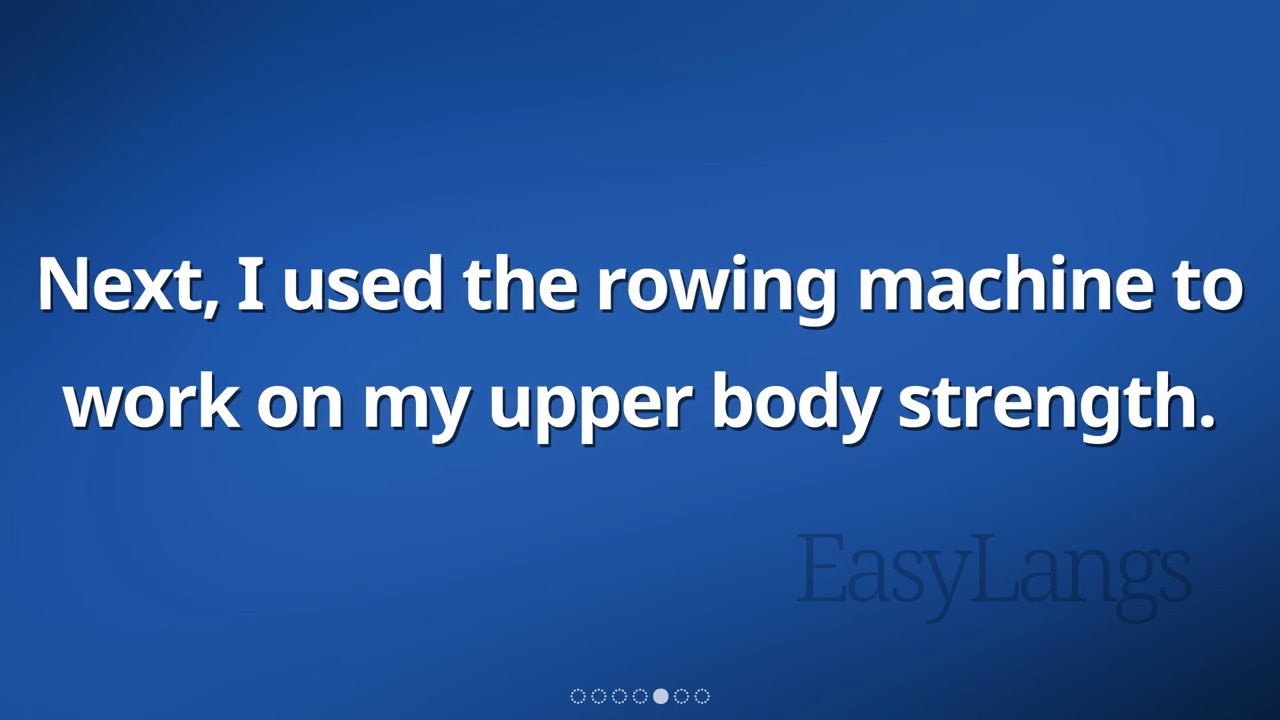 Next, I used the rowing machine to
work on my upper body strength.
EasyLangs